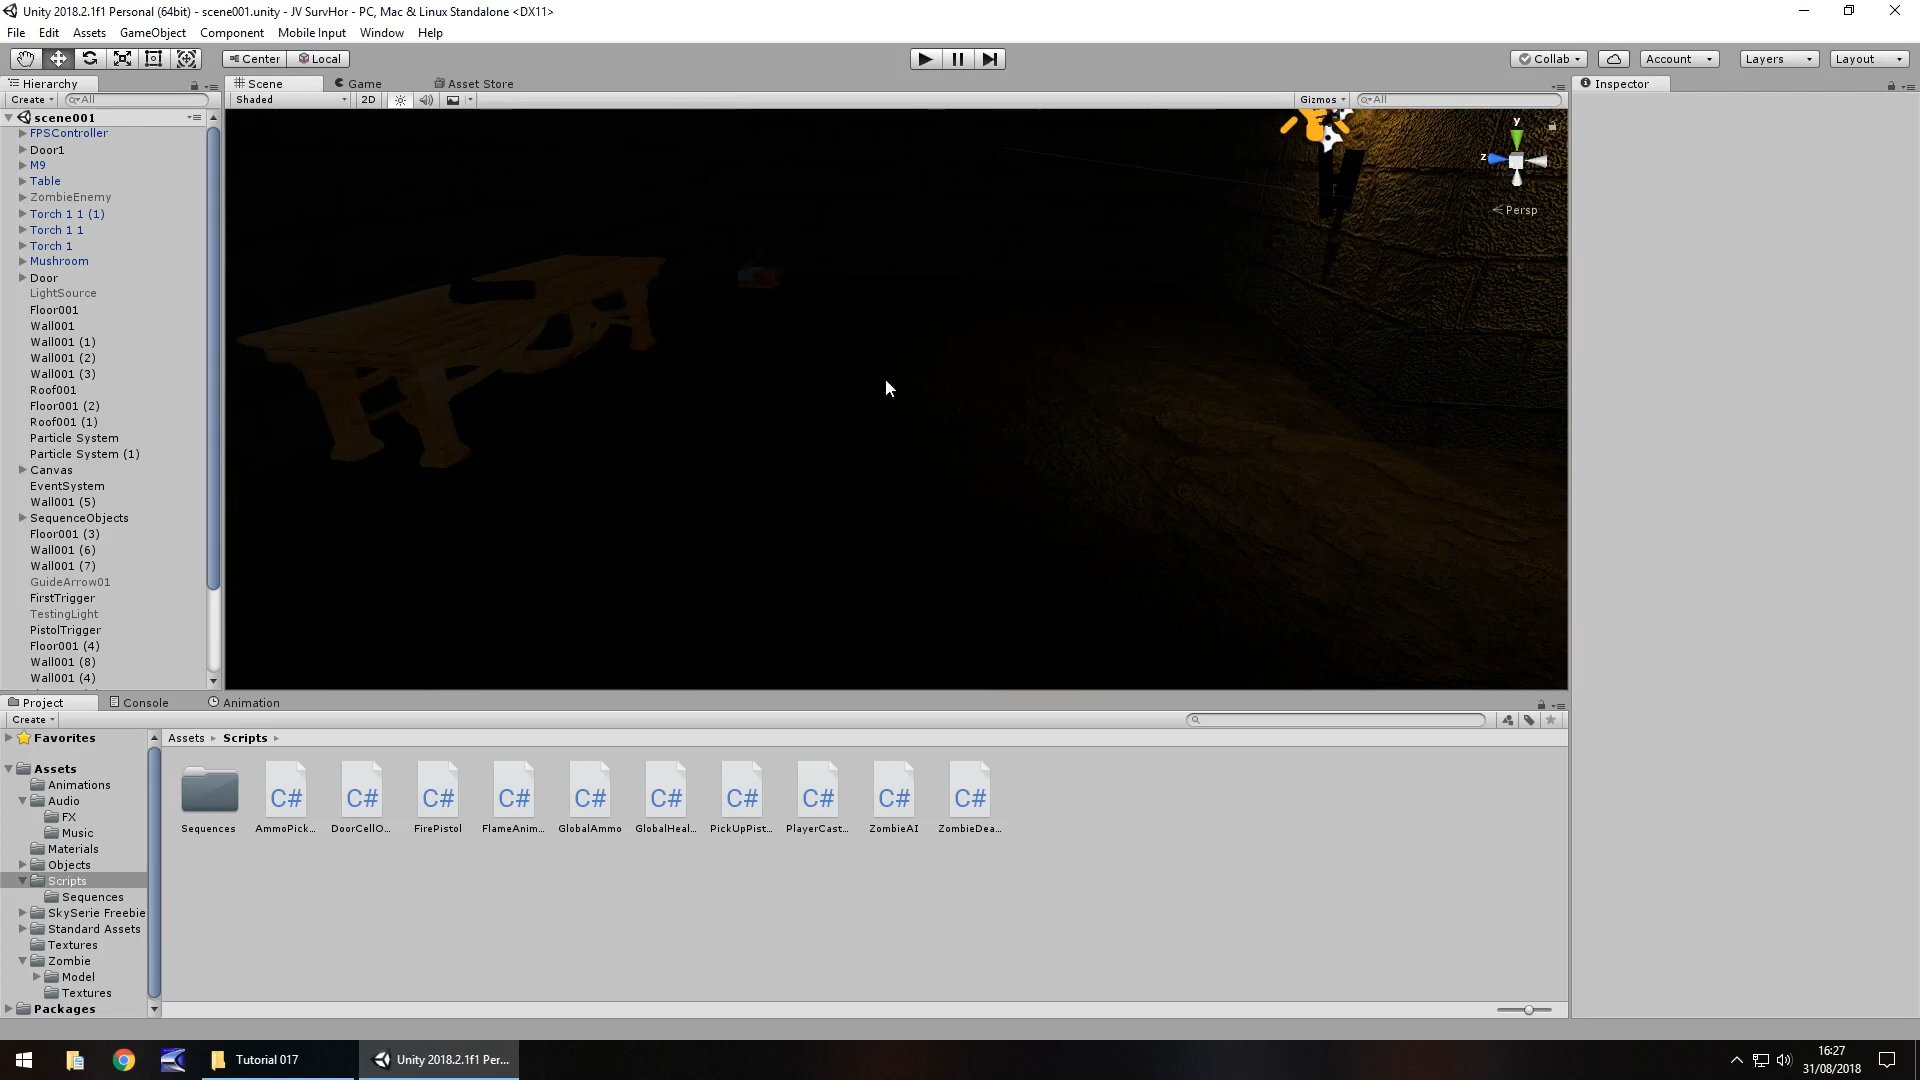 Unity 2018.2.1f1 Personal (64bit) - scene001.unity - JV SurvHor - PC, Mac & Linux Standalone <DX11>
File Edit Assets GameObject Component Mobile Input Window Help
Center Local Collab Account Layers Layout
Hierarchy
Create All
scene001
FPSController
Door1
M9
Table
ZombieEnemy
Torch 1 1 (1)
Torch 1 1
Torch 1
Mushroom
Door
LightSource
Floor001
Wall001
Wall001 (1)
Wall001 (2)
Wall001 (3)
Roof001
Floor001 (2)
Roof001 (1)
Particle System
Particle System (1)
Canvas
EventSystem
Wall001 (5)
SequenceObjects
Floor001 (3)
Wall001 (6)
Wall001 (7)
GuideArrow01
FirstTrigger
TestingLight
PistolTrigger
Floor001 (4)
Wall001 (8)
Wall001 (4)
Scene Game Asset Store
Shaded 2D Gizmos All
y
z
Persp
Inspector
Project Console Animation
Create
Favorites
Assets
Animations
Audio
FX
Music
Materials
Objects
Scripts
Sequences
SkySerie Freebie
Standard Assets
Textures
Zombie
Model
Textures
Packages
Assets Scripts
C# C# C# C# C# C# C# C# C# C#
Sequences AmmoPick... DoorCellO... FirePistol FlameAnim... GlobalAmmo GlobalHeal... PickUpPist... PlayerCast... ZombieAI ZombieDea...
Tutorial 017 Unity 2018.2.1f1 Per...
16:27
31/08/2018